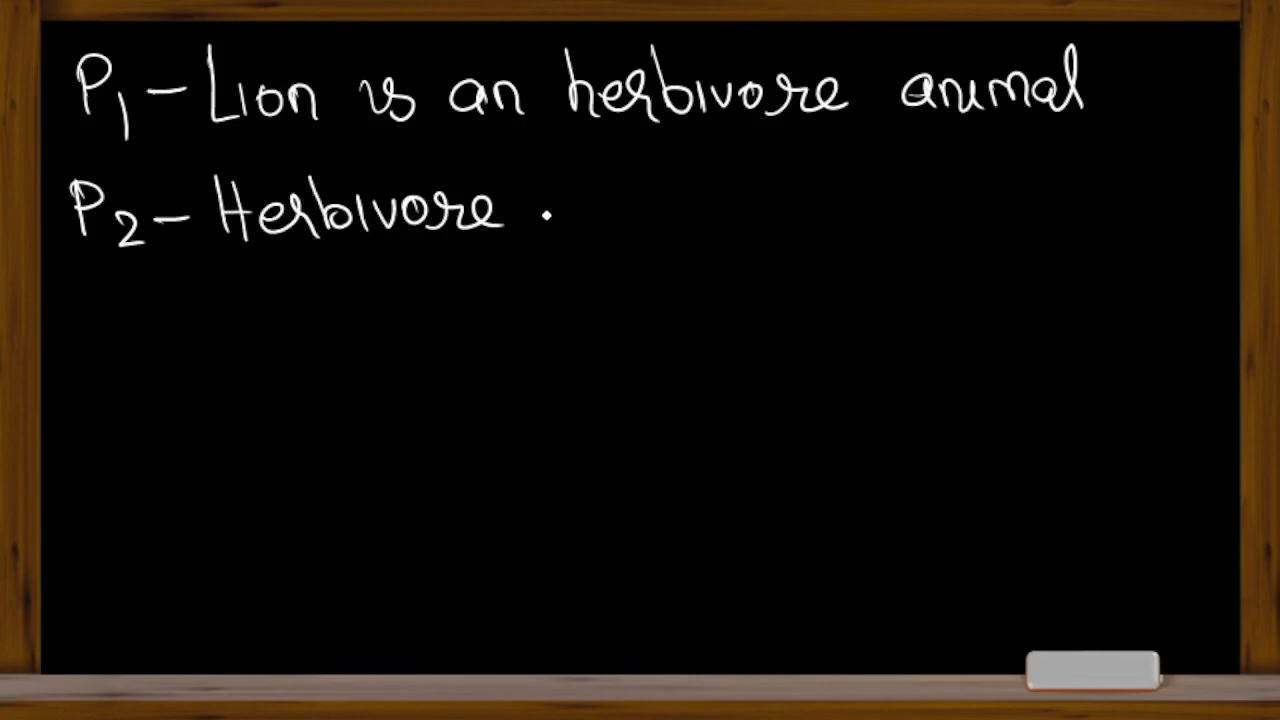 P1 - Lion is an herbivore animal
P2 - Herbivore .